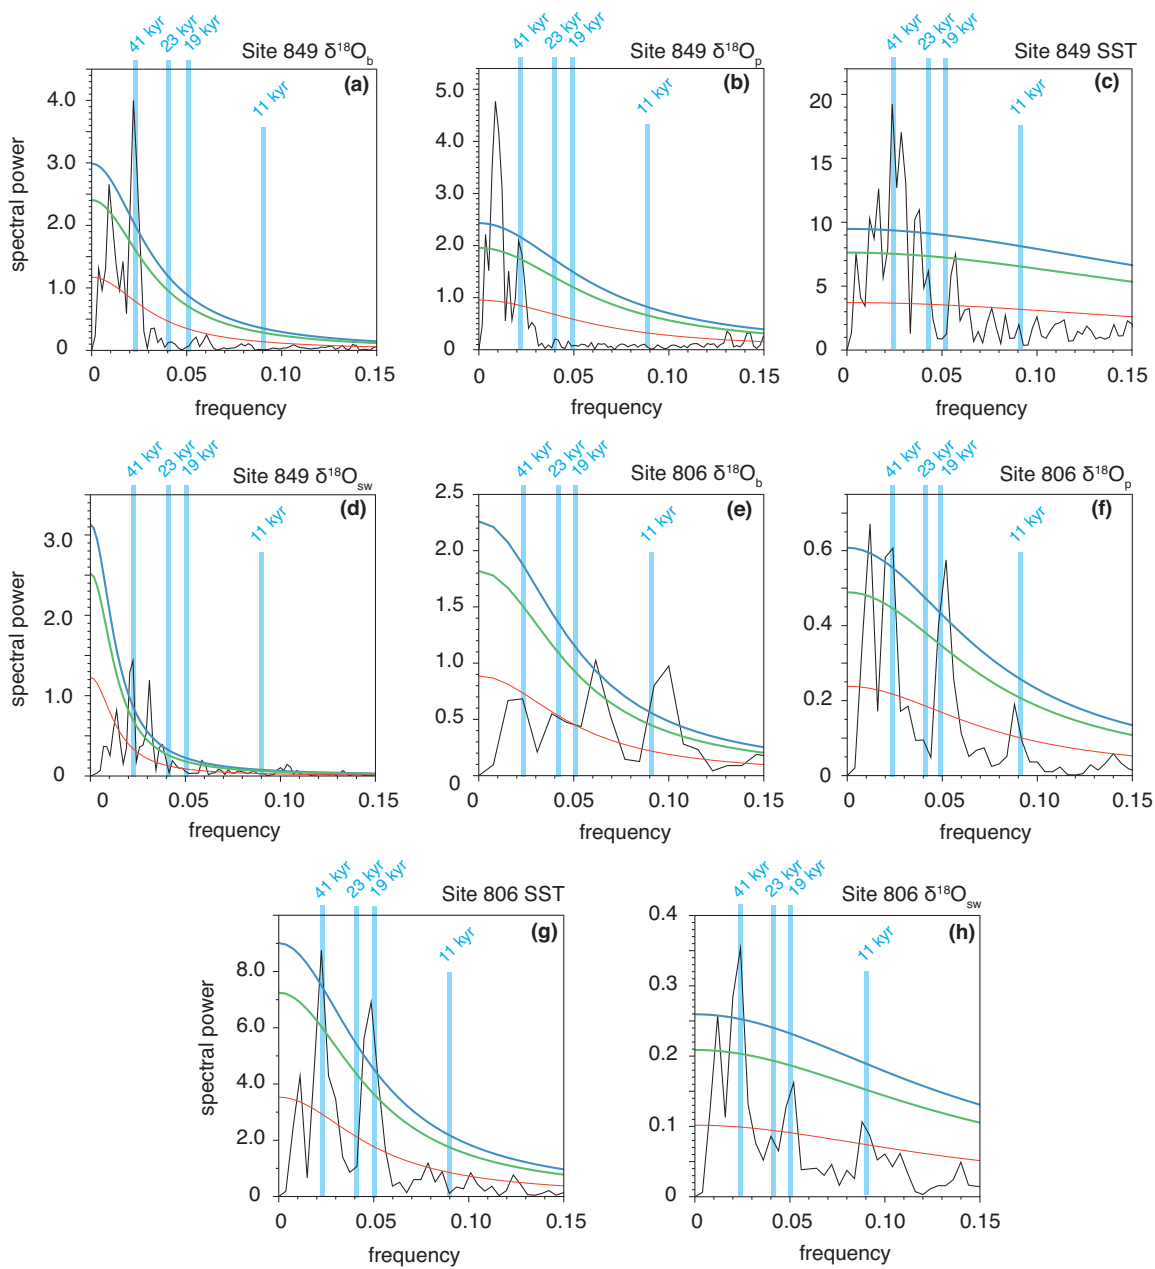 41 kyr
23 kyr
19 kyr
Site 849 δ¹⁸O_b
(a)
11 kyr
4.0
3.0
2.0
1.0
0
spectral power
0
0.05
0.10
0.15
frequency
41 kyr
23 kyr
19 kyr
Site 849 δ¹⁸O_p
(b)
11 kyr
5.0
4.0
3.0
2.0
1.0
0
0
0.05
0.10
0.15
frequency
41 kyr
23 kyr
19 kyr
Site 849 SST
(c)
11 kyr
20
15
10
5
0
0
0.05
0.10
0.15
frequency
41 kyr
23 kyr
19 kyr
Site 849 δ¹⁸O_sw
(d)
11 kyr
3.0
2.0
1.0
0
spectral power
0
0.05
0.10
0.15
frequency
41 kyr
23 kyr
19 kyr
Site 806 δ¹⁸O_b
(e)
11 kyr
2.5
2.0
1.5
1.0
0.5
0
0
0.05
0.10
0.15
frequency
41 kyr
23 kyr
19 kyr
Site 806 δ¹⁸O_p
(f)
11 kyr
0.6
0.4
0.2
0
0
0.05
0.10
0.15
frequency
41 kyr
23 kyr
19 kyr
Site 806 SST
(g)
11 kyr
8.0
6.0
4.0
2.0
0
spectral power
0
0.05
0.10
0.15
frequency
41 kyr
23 kyr
19 kyr
Site 806 δ¹⁸O_sw
(h)
11 kyr
0.4
0.3
0.2
0.1
0
0
0.05
0.10
0.15
frequency